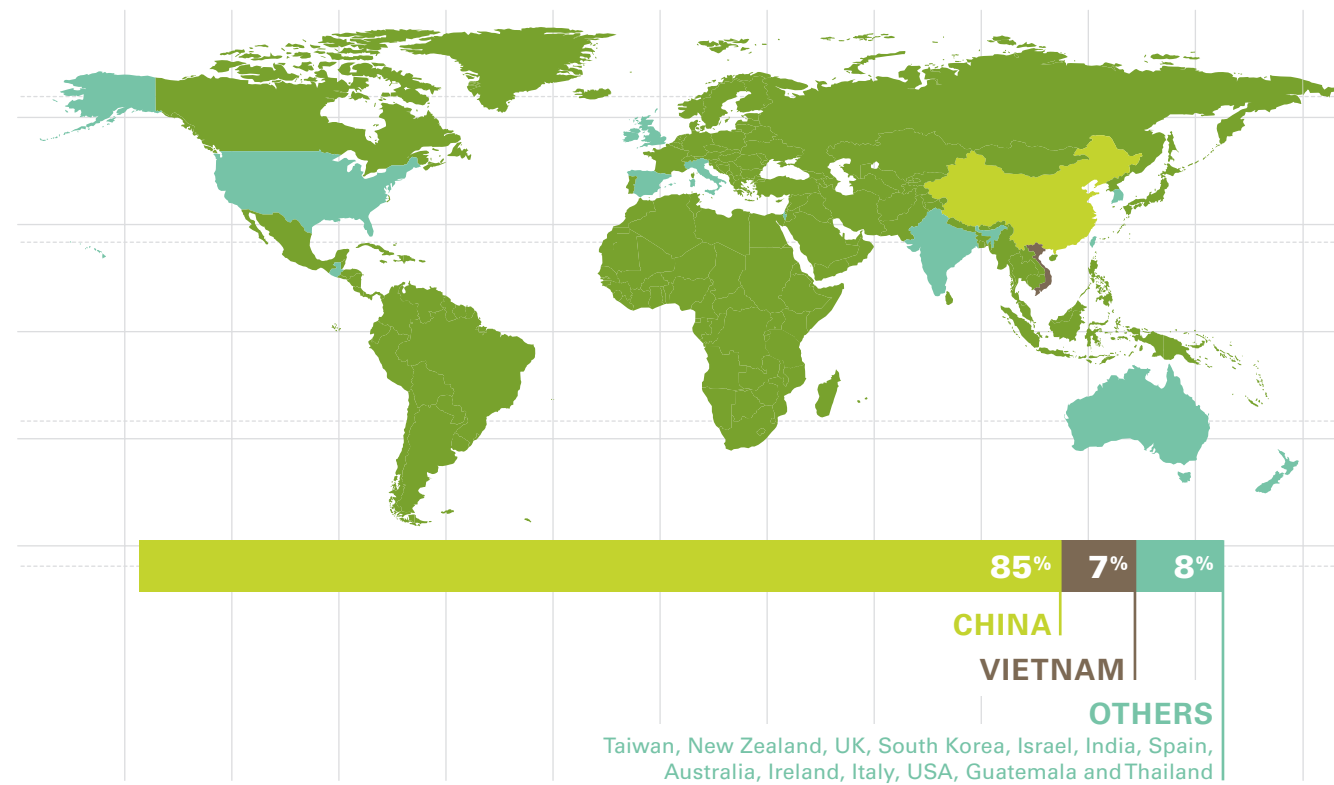 85% 7% 8%
CHINA
VIETNAM
OTHERS
Taiwan, New Zealand, UK, South Korea, Israel, India, Spain,
Australia, Ireland, Italy, USA, Guatemala and Thailand